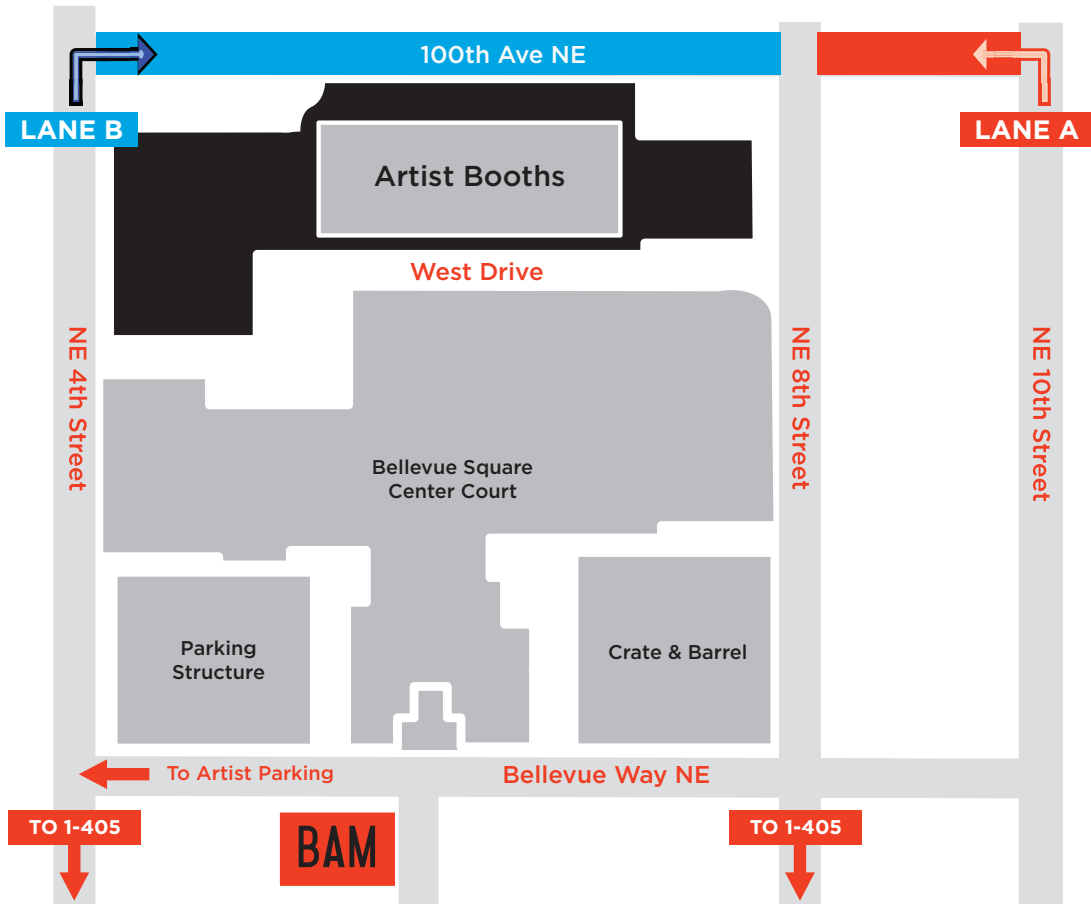 100th Ave NE
LANE B
LANE A
Artist Booths
West Drive
NE 4th Street
NE 8th Street
NE 10th Street
Bellevue Square
Center Court
Parking
Structure
Crate & Barrel
To Artist Parking
Bellevue Way NE
TO 1-405
BAM
TO 1-405